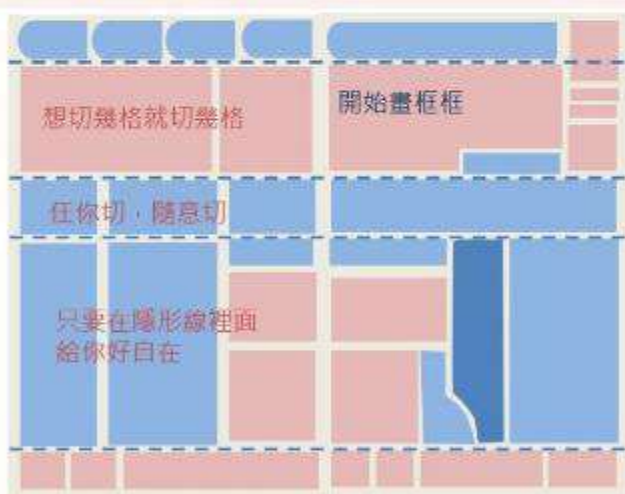 想切幾格就切幾格
開始畫框框
任你切，隨意切
只要在隱形線裡面
給你好自在